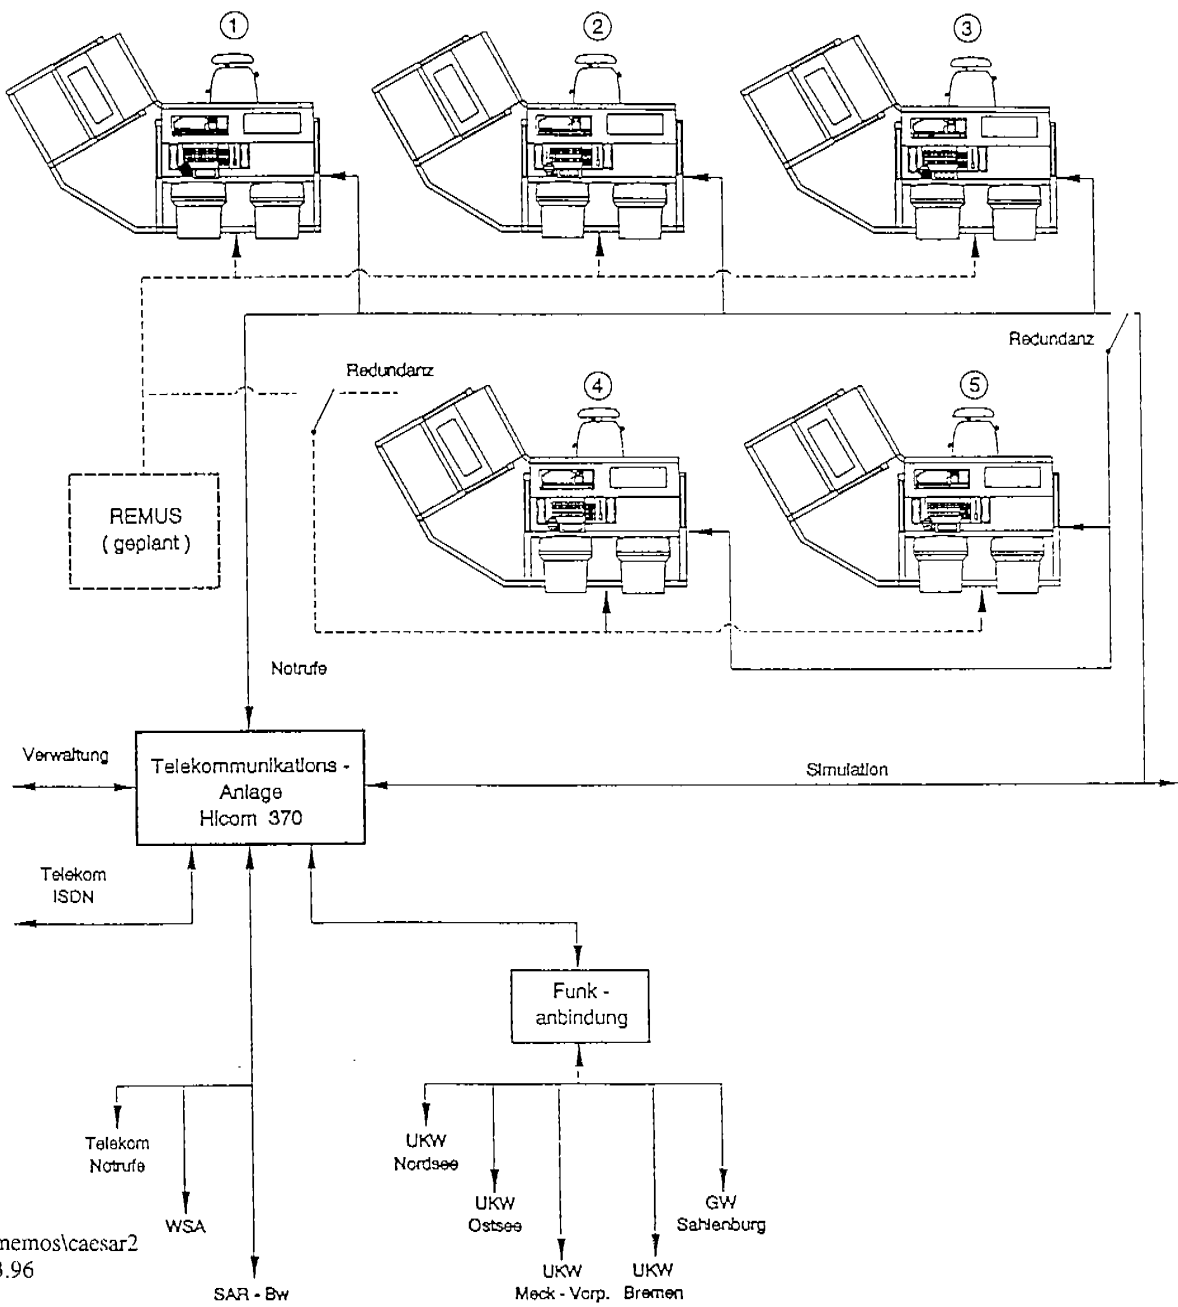 1
2
3
Redundanz
Redundanz
4
5
REMUS
( geplant )
Notrufe
Verwaltung
Telekommunikations -
Anlage
Hicom 370
Simulation
Telekom
ISDN
Funk -
anbindung
Telekom
Notrufe
UKW
Nordsee
WSA
UKW
Ostsee
GW
Sahlenburg
nemos\caesar2
.96
SAR - Bw
UKW
Meck - Vorp.
UKW
Bremen